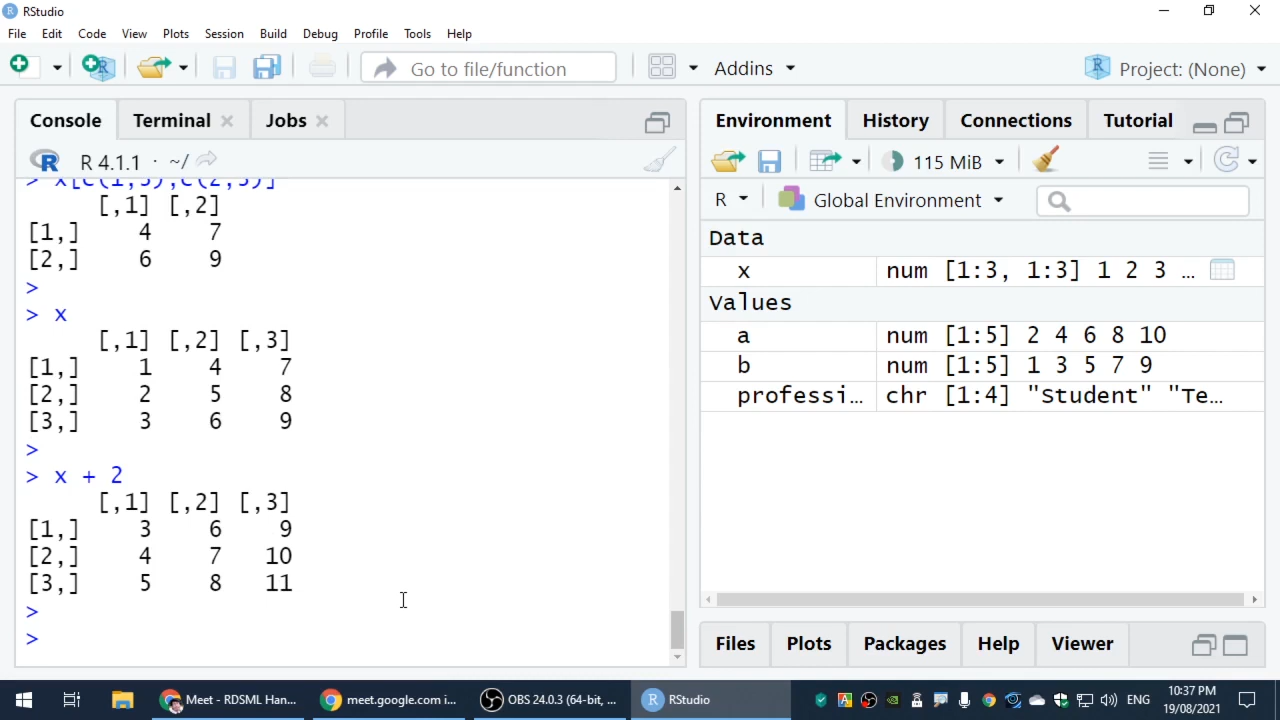 RStudio
File Edit Code View Plots Session Build Debug Profile Tools Help
Go to file/function
Addins
Project: (None)
Console Terminal Jobs
R 4.1.1 · ~/
> x[c(1,3),c(2,3)]
[,1] [,2]
[1,] 4 7
[2,] 6 9
>
> x
[,1] [,2] [,3]
[1,] 1 4 7
[2,] 2 5 8
[3,] 3 6 9
>
> x + 2
[,1] [,2] [,3]
[1,] 3 6 9
[2,] 4 7 10
[3,] 5 8 11
>
>
Environment History Connections Tutorial
115 MiB
R Global Environment
Data
x num [1:3, 1:3] 1 2 3 ...
Values
a num [1:5] 2 4 6 8 10
b num [1:5] 1 3 5 7 9
professi… chr [1:4] "Student" "Te…
Files Plots Packages Help Viewer
Meet - RDSML Han... meet.google.com i... OBS 24.0.3 (64-bit, ... RStudio
ENG
10:37 PM
19/08/2021